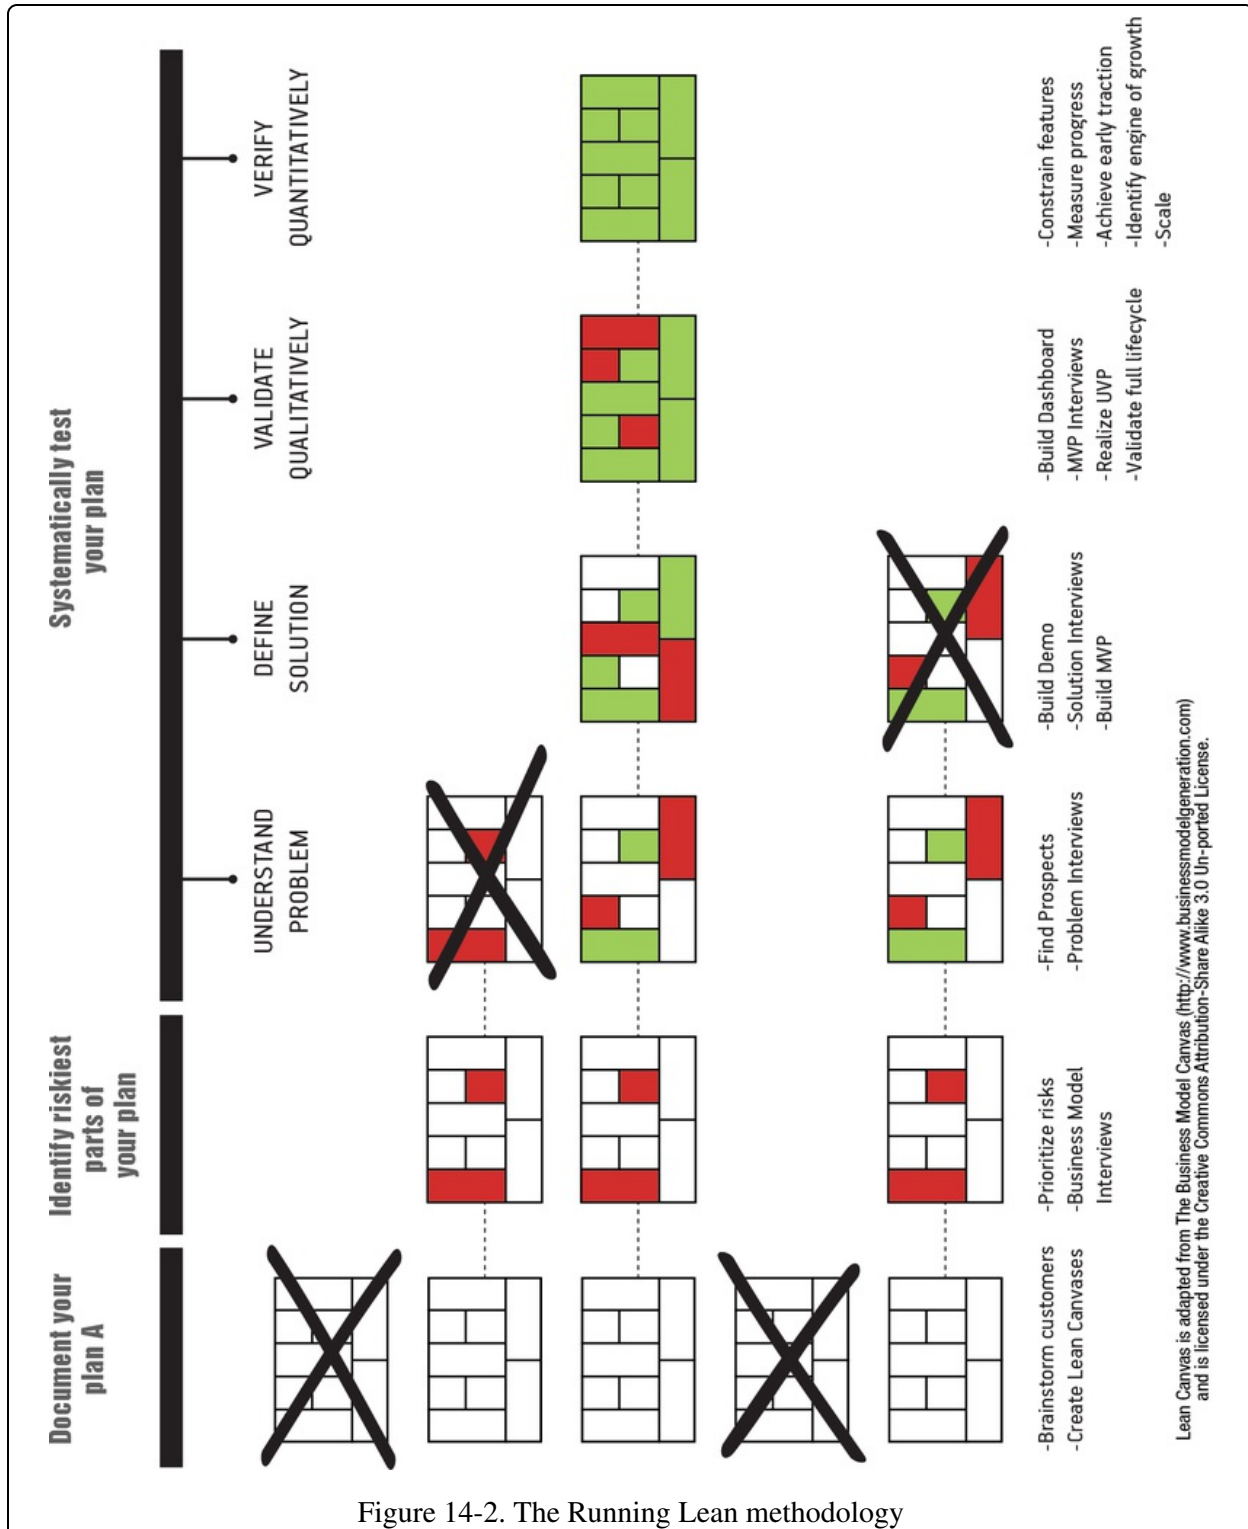 Document your
plan A
Identify riskiest
parts of
your plan
Systematically test
your plan
UNDERSTAND
PROBLEM
DEFINE
SOLUTION
VALIDATE
QUALITATIVELY
VERIFY
QUANTITATIVELY
-Brainstorm customers
-Create Lean Canvases
-Prioritize risks
-Business Model
Interviews
-Find Prospects
-Problem Interviews
-Build Demo
-Solution Interviews
-Build MVP
-Build Dashboard
-MVP Interviews
-Realize UVP
-Validate full lifecycle
-Constrain features
-Measure progress
-Achieve early traction
-Identify engine of growth
-Scale
Lean Canvas is adapted from The Business Model Canvas (http://www.businessmodelgeneration.com)
and is licensed under the Creative Commons Attribution-Share Alike 3.0 Un-ported License.
Figure 14-2. The Running Lean methodology